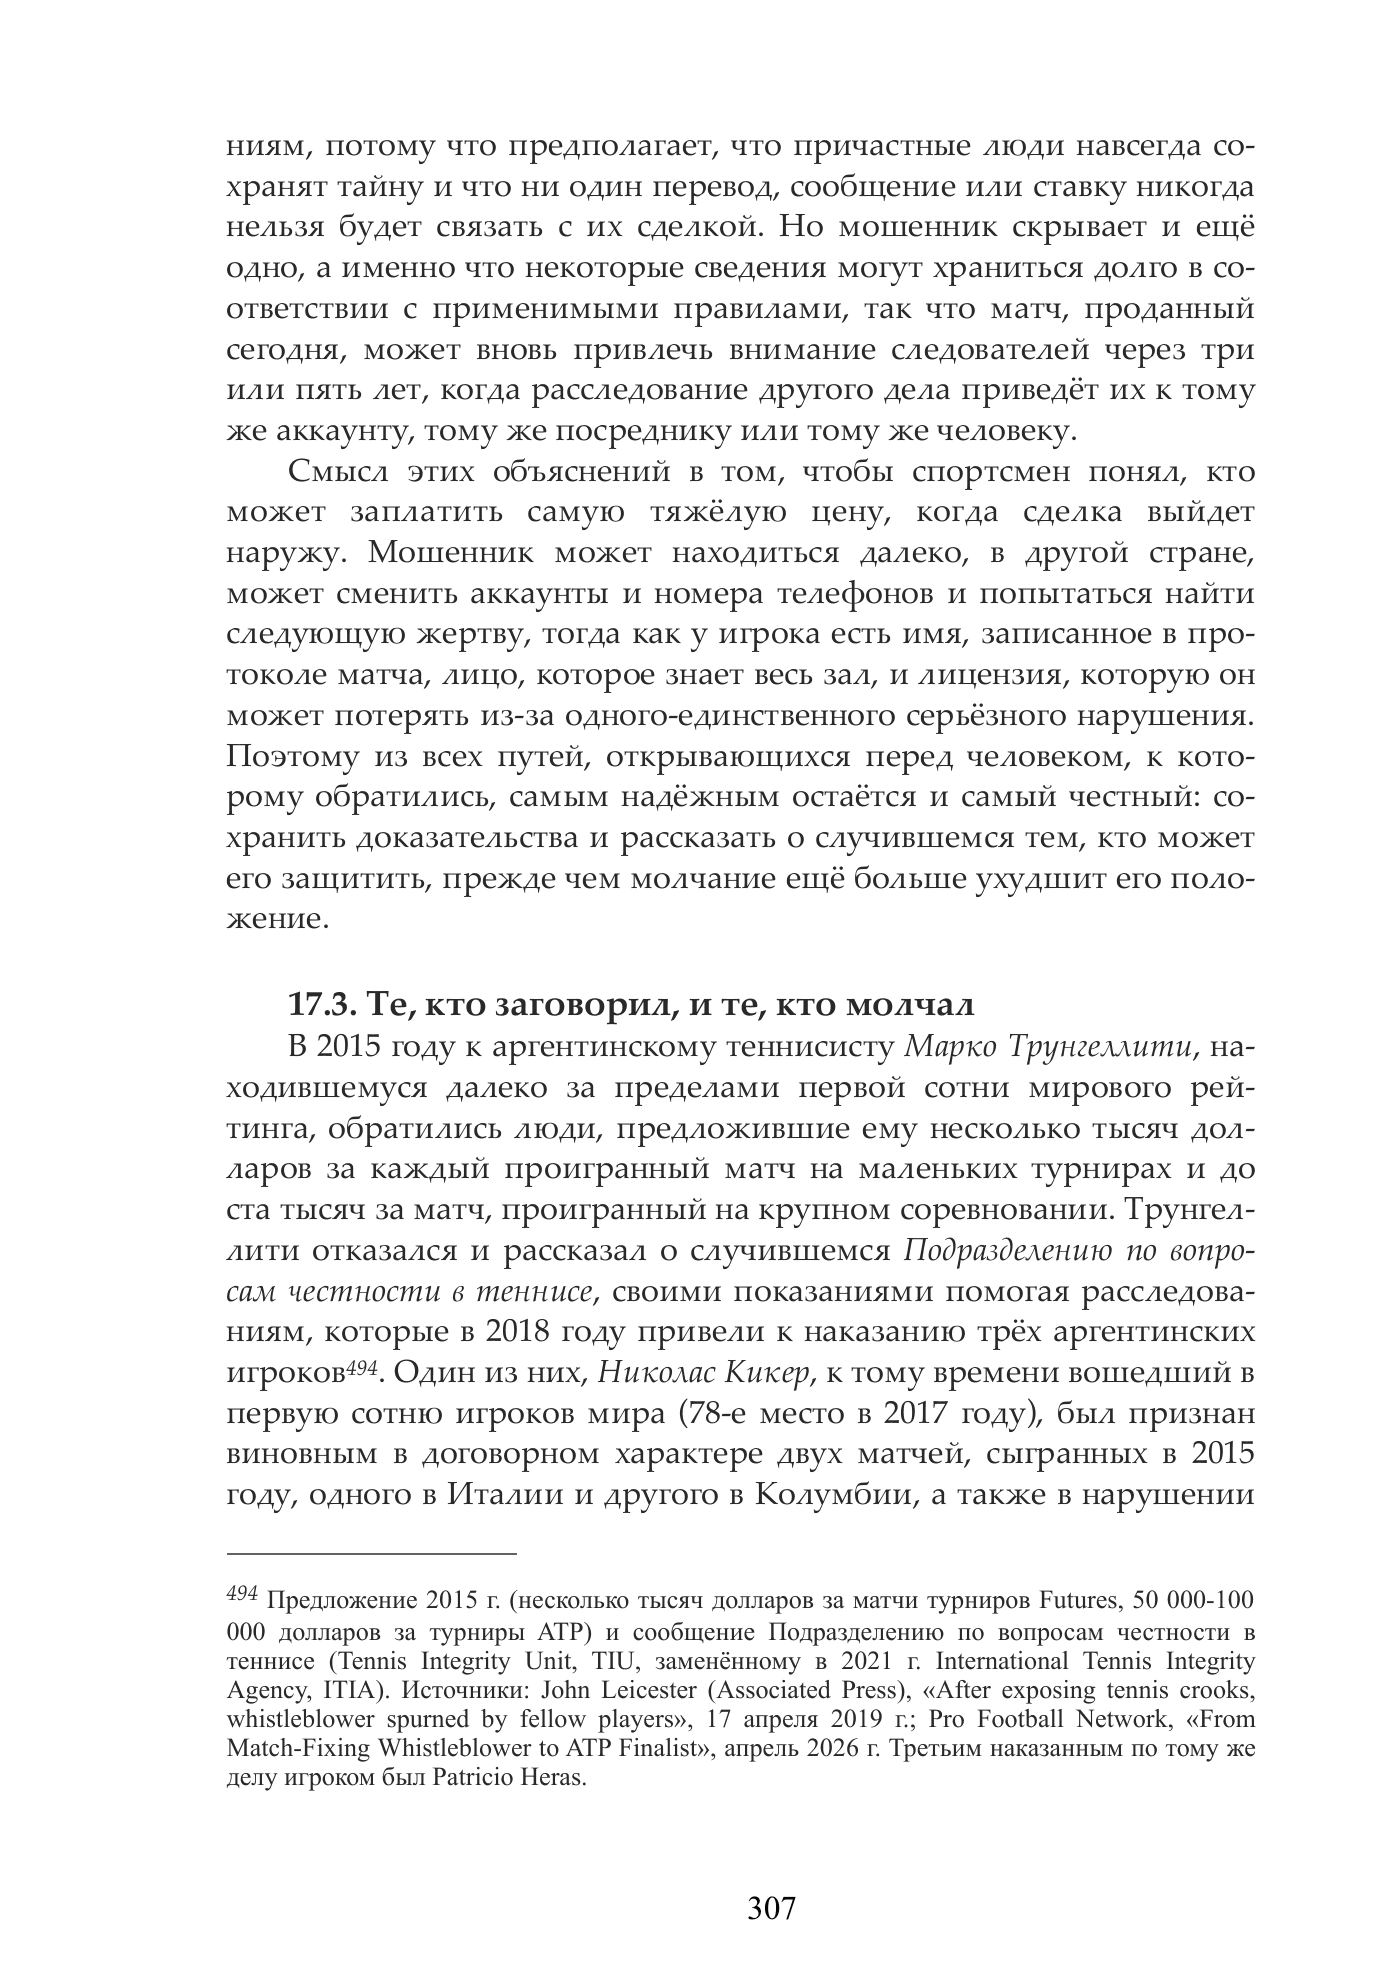 ниям, потому что предполагает, что причастные люди навсегда со-
хранят тайну и что ни один перевод, сообщение или ставку никогда
нельзя будет связать с их сделкой. Но мошенник скрывает и ещё
одно, а именно что некоторые сведения могут храниться долго в со-
ответствии с применимыми правилами, так что матч, проданный
сегодня, может вновь привлечь внимание следователей через три
или пять лет, когда расследование другого дела приведёт их к тому
же аккаунту, тому же посреднику или тому же человеку.
Смысл этих объяснений в том, чтобы спортсмен понял, кто
может заплатить самую тяжёлую цену, когда сделка выйдет
наружу. Мошенник может находиться далеко, в другой стране,
может сменить аккаунты и номера телефонов и попытаться найти
следующую жертву, тогда как у игрока есть имя, записанное в про-
токоле матча, лицо, которое знает весь зал, и лицензия, которую он
может потерять из-за одного-единственного серьёзного нарушения.
Поэтому из всех путей, открывающихся перед человеком, к кото-
рому обратились, самым надёжным остаётся и самый честный: со-
хранить доказательства и рассказать о случившемся тем, кто может
его защитить, прежде чем молчание ещё больше ухудшит его поло-
жение.
17.3. Те, кто заговорил, и те, кто молчал
В 2015 году к аргентинскому теннисисту Марко Трунгеллити, на-
ходившемуся далеко за пределами первой сотни мирового рей-
тинга, обратились люди, предложившие ему несколько тысяч дол-
ларов за каждый проигранный матч на маленьких турнирах и до
ста тысяч за матч, проигранный на крупном соревновании. Трунгел-
лити отказался и рассказал о случившемся Подразделению по вопро-
сам честности в теннисе, своими показаниями помогая расследова-
ниям, которые в 2018 году привели к наказанию трёх аргентинских
игроков494. Один из них, Николас Кикер, к тому времени вошедший в
первую сотню игроков мира (78-е место в 2017 году), был признан
виновным в договорном характере двух матчей, сыгранных в 2015
году, одного в Италии и другого в Колумбии, а также в нарушении
494 Предложение 2015 г. (несколько тысяч долларов за матчи турниров Futures, 50 000-100
000 долларов за турниры ATP) и сообщение Подразделению по вопросам честности в
теннисе (Tennis Integrity Unit, TIU, заменённому в 2021 г. International Tennis Integrity
Agency, ITIA). Источники: John Leicester (Associated Press), «After exposing tennis crooks,
whistleblower spurned by fellow players», 17 апреля 2019 г.; Pro Football Network, «From
Match-Fixing Whistleblower to ATP Finalist», апрель 2026 г. Третьим наказанным по тому же
делу игроком был Patricio Heras.
307